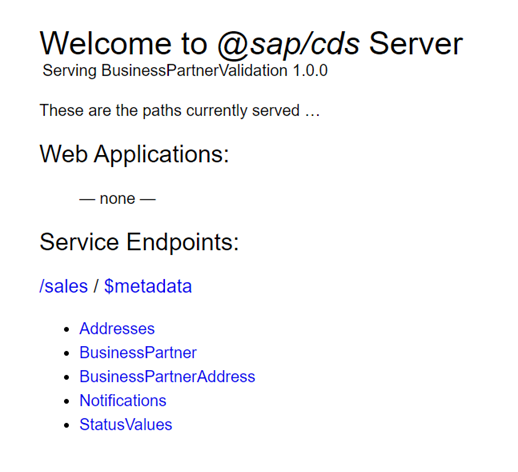 Welcome to @sap/cds Server
Serving BusinessPartnerValidation 1.0.0
These are the paths currently served …
Web Applications:
— none —
Service Endpoints:
/sales / $metadata
Addresses
BusinessPartner
BusinessPartnerAddress
Notifications
StatusValues